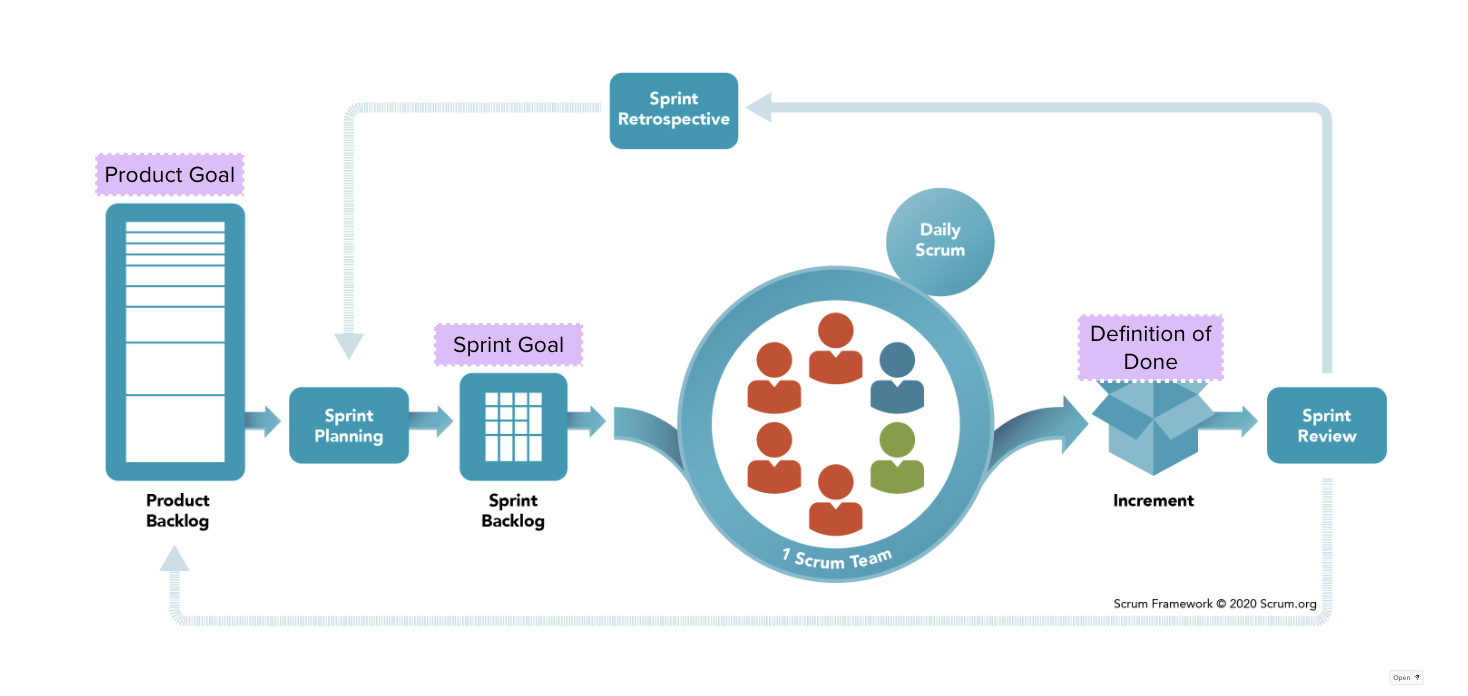 Sprint
Retrospective
Product Goal
Daily
Scrum
Sprint Goal
Definition of
Done
Sprint
Planning
Sprint
Review
Product
Backlog
Sprint
Backlog
Increment
1 Scrum Team
Scrum Framework © 2020 Scrum.org
Open